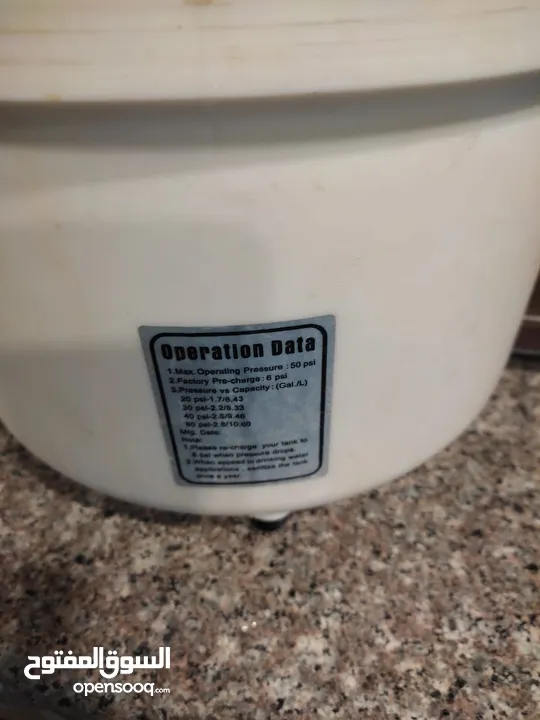 Operation Data
1.Max. Operating Pressure : 50 psi
2.Factory Pre-charge : 6 psi
3.Pressure vs Capacity : (Gal./L)
20 psi-1.7/6.43
30 psi-2.2/8.33
40 psi-2.5/9.46
50 psi-2.8/10.60
Mfg. Date:
Note:
1.Please re-charge your tank to
6 psi when pressure drops.
2.When applied in drinking water
applications , sanitize the tank
once a year.
السوق المفتوح
opensooq.com